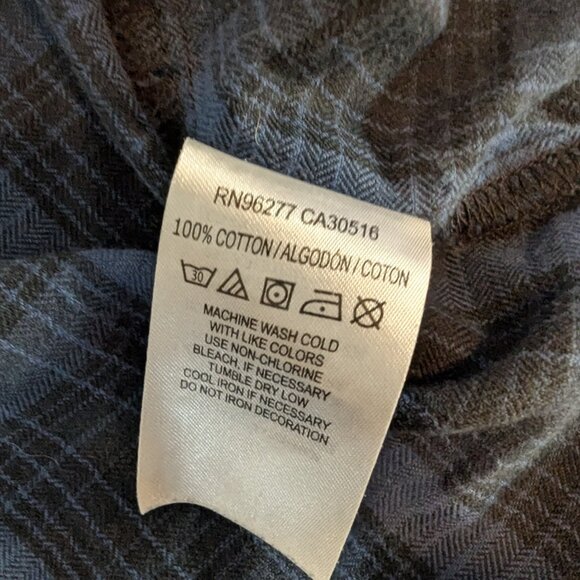 RN96277 CA30516
100% COTTON / ALGODÓN / COTON
30
MACHINE WASH COLD
WITH LIKE COLORS
USE NON-CHLORINE
BLEACH. IF NECESSARY
TUMBLE DRY LOW
COOL IRON IF NECESSARY
DO NOT IRON DECORATION